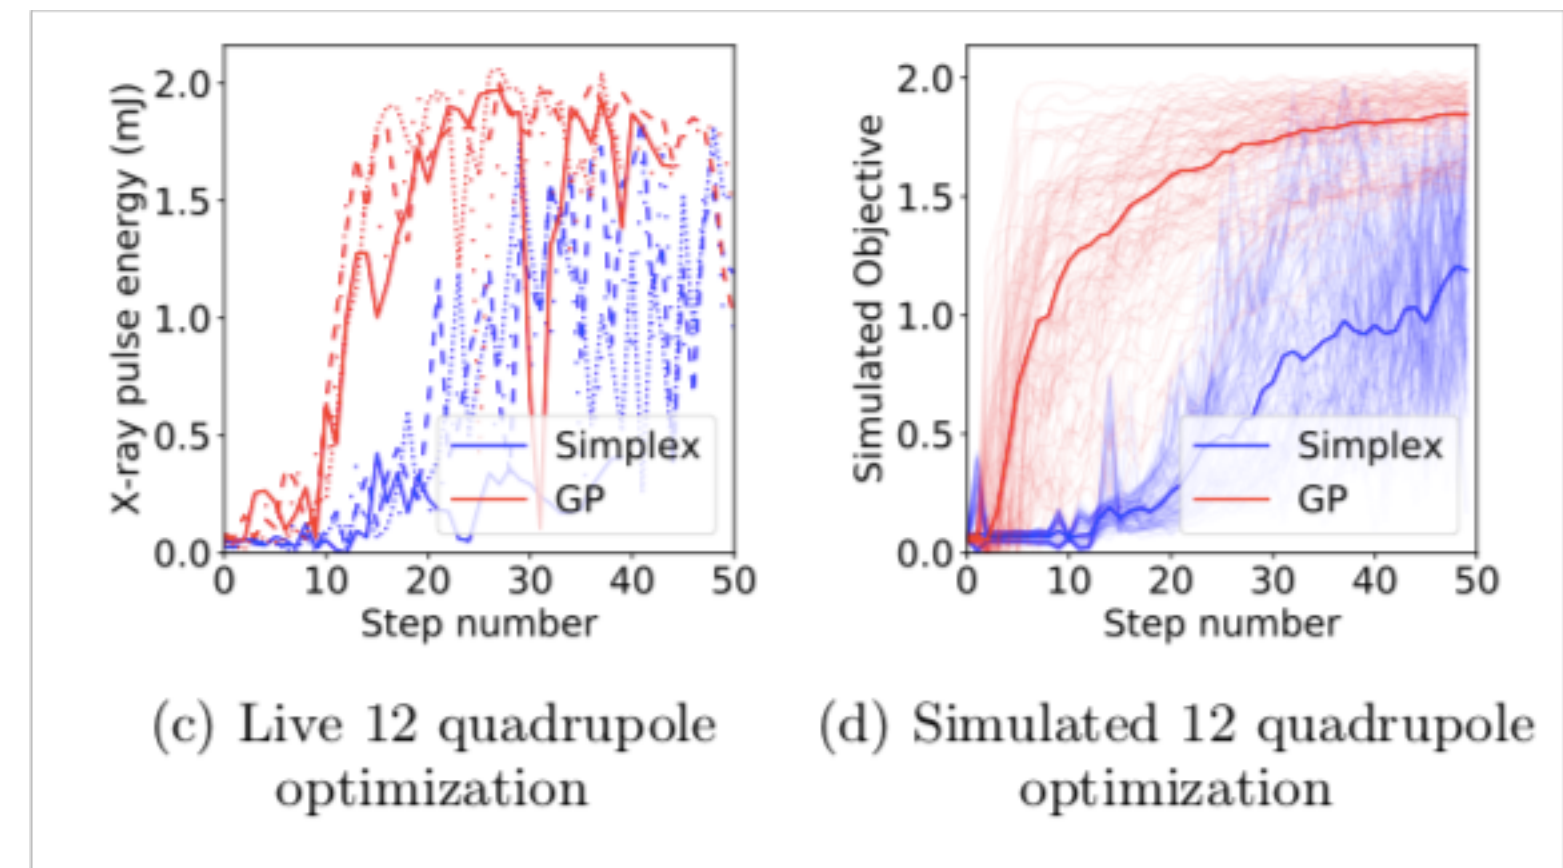 X-ray pulse energy (mJ)
2.0
1.5
1.0
0.5
0.0
0 10 20 30 40 50
Step number
Simplex
GP
(c) Live 12 quadrupole
optimization
Simulated Objective
2.0
1.5
1.0
0.5
0.0
0 10 20 30 40 50
Step number
Simplex
GP
(d) Simulated 12 quadrupole
optimization